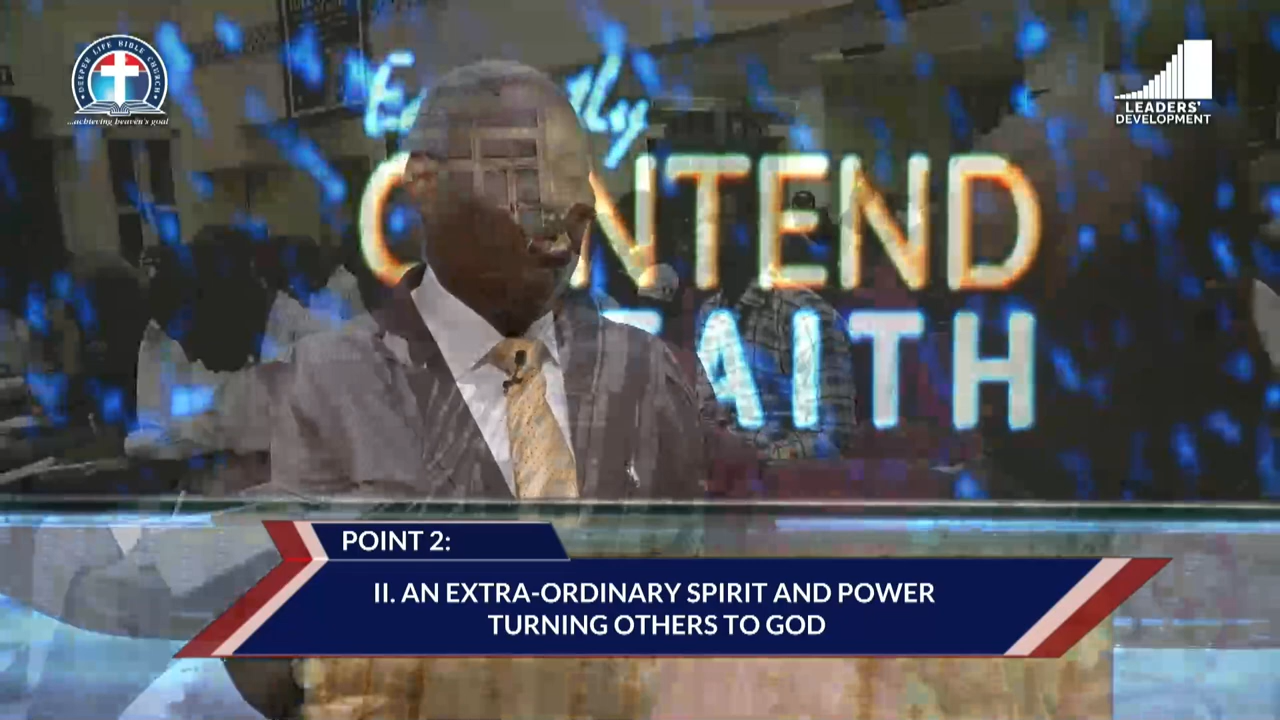 DEEPER LIFE BIBLE CHURCH
...achieving heaven's goal
LEADERS'
DEVELOPMENT
NTEND
AITH
POINT 2:
II. AN EXTRA-ORDINARY SPIRIT AND POWER
TURNING OTHERS TO GOD